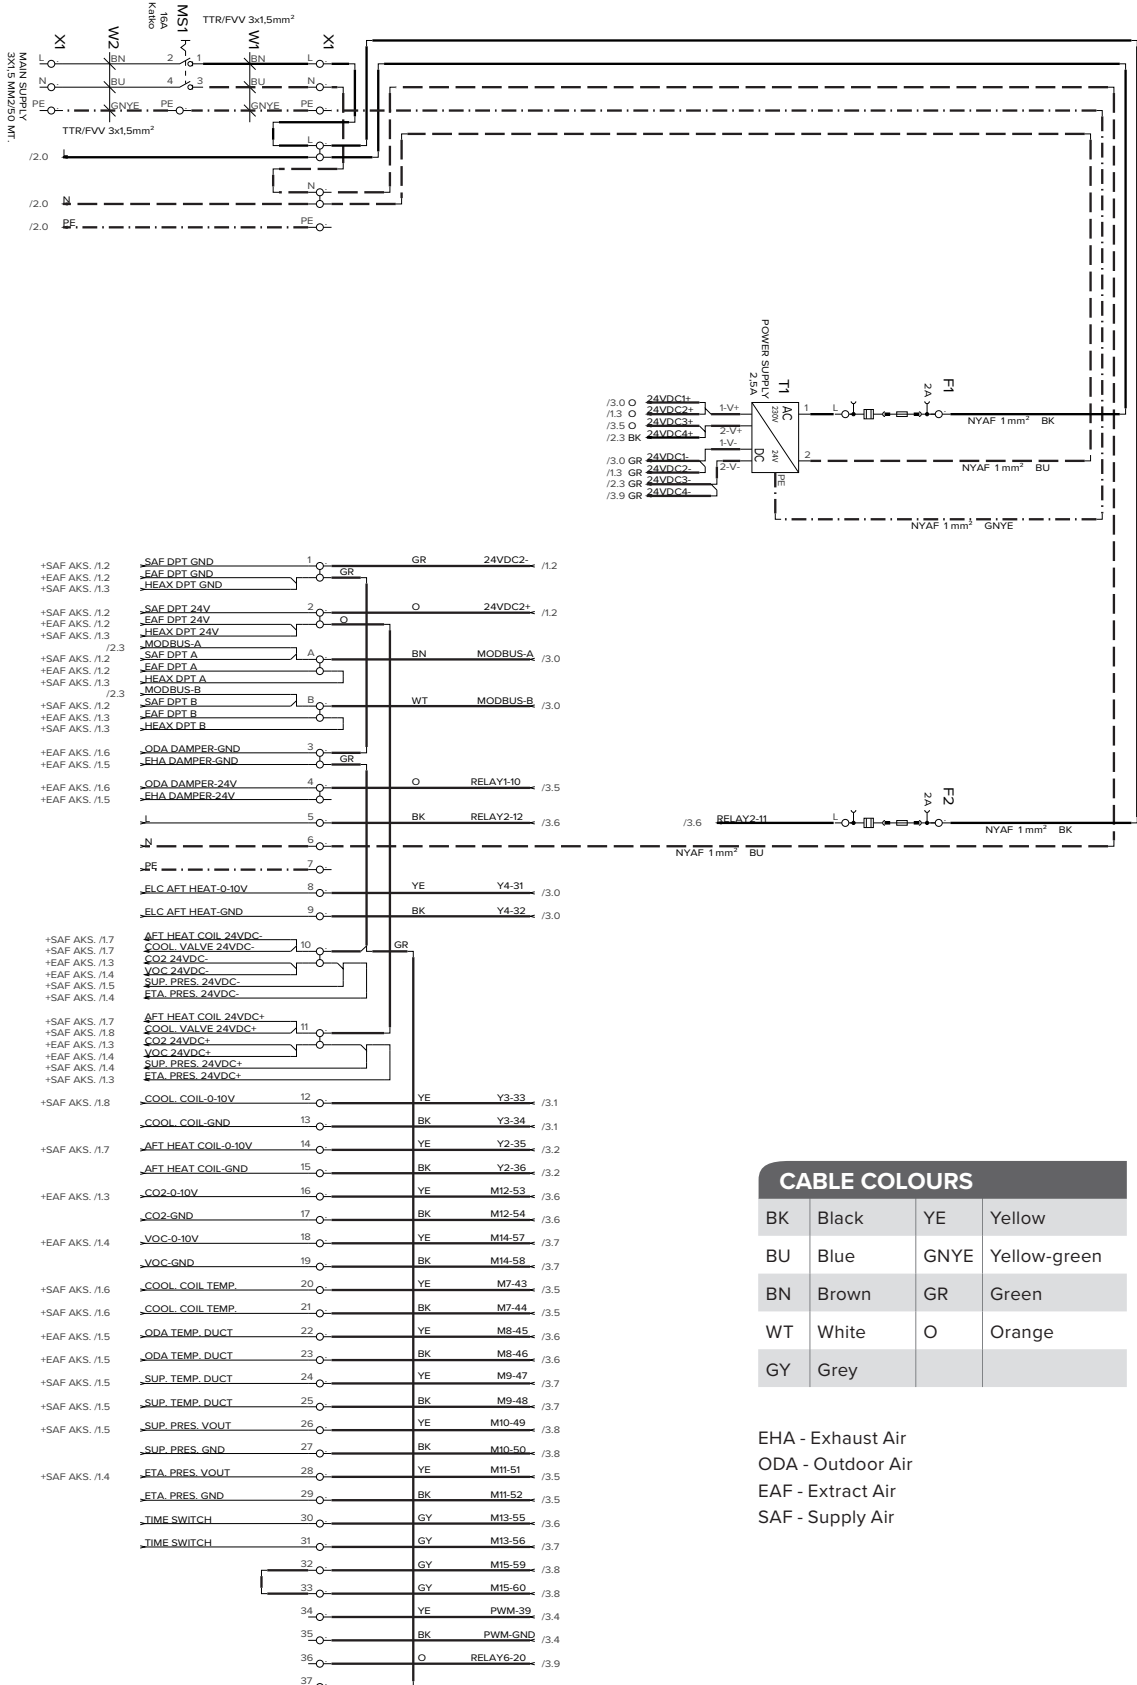 MAIN SUPPLY
3X1,5 MM/2/50 MT.
X1
W2
MS1
16A
Katko
TTR/FVV 3x1,5mm²
W1
X1
L BN 2 1 BN L
N BU 4 3 BU N
PE GNYE PE GNYE PE
TTR/FVV 3x1,5mm²
L
/2.0 L
N
/2.0 N
/2.0 PE PE
POWER SUPPLY
2,5A
T1
AC
230V
24V
DC
PE
1
2
L
2A
F1
NYAF 1 mm² BK
NYAF 1 mm² BU
NYAF 1 mm² GNYE
/3.0 O 24VDC1+ 1-V+
/1.3 O 24VDC2+
/3.5 O 24VDC3+ 2-V+
/2.3 BK 24VDC4+
1-V-
/3.0 GR 24VDC1-
/1.3 GR 24VDC2- 2-V-
/2.3 GR 24VDC3-
/3.9 GR 24VDC4-
+SAF AKS. /1.2 SAF DPT GND 1 GR 24VDC2- /1.2
+EAF AKS. /1.2 EAF DPT GND GR
+SAF AKS. /1.3 HEAX DPT GND
+SAF AKS. /1.2 SAF DPT 24V 2 O 24VDC2+ /1.2
+EAF AKS. /1.2 EAF DPT 24V O
+SAF AKS. /1.3 HEAX DPT 24V
/2.3 MODBUS-A
+SAF AKS. /1.2 SAF DPT A A BN MODBUS-A /3.0
+EAF AKS. /1.2 EAF DPT A
+SAF AKS. /1.3 HEAX DPT A
/2.3 MODBUS-B
+SAF AKS. /1.2 SAF DPT B B WT MODBUS-B /3.0
+EAF AKS. /1.3 EAF DPT B
+SAF AKS. /1.3 HEAX DPT B
+EAF AKS. /1.6 ODA DAMPER-GND 3
+EAF AKS. /1.5 EHA DAMPER-GND GR
+EAF AKS. /1.6 ODA DAMPER-24V 4 O RELAY1-10 /3.5
+EAF AKS. /1.5 EHA DAMPER-24V
L 5 BK RELAY2-12 /3.6
/3.6 RELAY2-11 L
2A
F2
NYAF 1 mm² BK
N 6
NYAF 1 mm² BU
PE 7
ELC AFT HEAT-0-10V 8 YE Y4-31 /3.0
ELC AFT HEAT-GND 9 BK Y4-32 /3.0
+SAF AKS. /1.7 AFT HEAT COIL 24VDC-
+SAF AKS. /1.7 COOL. VALVE 24VDC- 10 GR
+EAF AKS. /1.3 CO2 24VDC-
+EAF AKS. /1.4 VOC 24VDC-
+SAF AKS. /1.5 SUP. PRES. 24VDC-
+SAF AKS. /1.4 ETA. PRES. 24VDC-
+SAF AKS. /1.7 AFT HEAT COIL 24VDC+
+SAF AKS. /1.8 COOL. VALVE 24VDC+ 11
+EAF AKS. /1.3 CO2 24VDC+
+EAF AKS. /1.4 VOC 24VDC+
+SAF AKS. /1.4 SUP. PRES. 24VDC+
+SAF AKS. /1.3 ETA. PRES. 24VDC+
+SAF AKS. /1.8 COOL. COIL-0-10V 12 YE Y3-33 /3.1
COOL. COIL-GND 13 BK Y3-34 /3.1
+SAF AKS. /1.7 AFT HEAT COIL-0-10V 14 YE Y2-35 /3.2
AFT HEAT COIL-GND 15 BK Y2-36 /3.2
+EAF AKS. /1.3 CO2-0-10V 16 YE M12-53 /3.6
CO2-GND 17 BK M12-54 /3.6
+EAF AKS. /1.4 VOC-0-10V 18 YE M14-57 /3.7
VOC-GND 19 BK M14-58 /3.7
+SAF AKS. /1.6 COOL. COIL TEMP. 20 YE M7-43 /3.5
+SAF AKS. /1.6 COOL. COIL TEMP. 21 BK M7-44 /3.5
+EAF AKS. /1.5 ODA TEMP. DUCT 22 YE M8-45 /3.6
+EAF AKS. /1.5 ODA TEMP. DUCT 23 BK M8-46 /3.6
+SAF AKS. /1.5 SUP. TEMP. DUCT 24 YE M9-47 /3.7
+SAF AKS. /1.5 SUP. TEMP. DUCT 25 BK M9-48 /3.7
+SAF AKS. /1.5 SUP. PRES. VOUT 26 YE M10-49 /3.8
SUP. PRES. GND 27 BK M10-50 /3.8
+SAF AKS. /1.4 ETA. PRES. VOUT 28 YE M11-51 /3.5
ETA. PRES. GND 29 BK M11-52 /3.5
TIME SWITCH 30 GY M13-55 /3.6
TIME SWITCH 31 GY M13-56 /3.7
32 GY M15-59 /3.8
33 GY M15-60 /3.8
34 YE PWM-39 /3.4
35 BK PWM-GND /3.4
36 O RELAY6-20 /3.9
37
CABLE COLOURS
BK Black YE Yellow
BU Blue GNYE Yellow-green
BN Brown GR Green
WT White O Orange
GY Grey
EHA - Exhaust Air
ODA - Outdoor Air
EAF - Extract Air
SAF - Supply Air